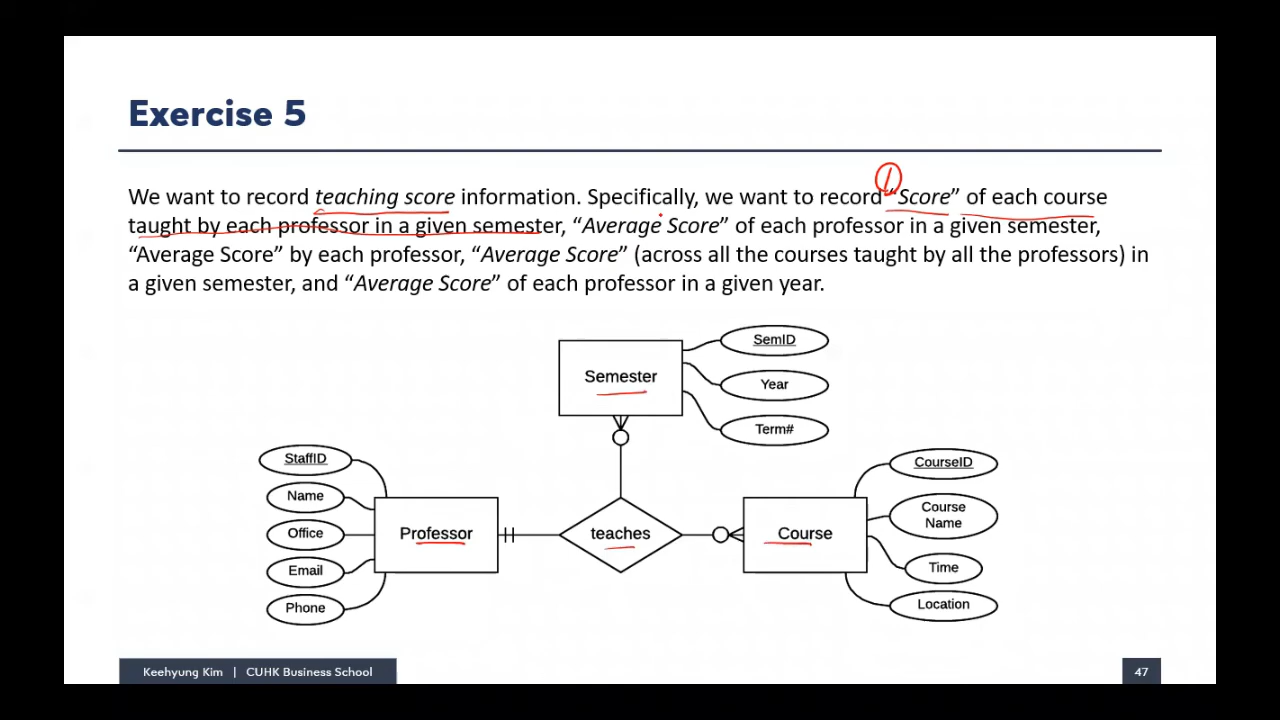 Exercise 5
1
We want to record teaching score information. Specifically, we want to record “Score” of each course
taught by each professor in a given semester, “Average Score” of each professor in a given semester,
“Average Score” by each professor, “Average Score” (across all the courses taught by all the professors) in
a given semester, and “Average Score” of each professor in a given year.
SemID
Semester
Year
Term#
StaffID
Name
Office
Email
Phone
Professor
teaches
Course
CourseID
Course
Name
Time
Location
Keehyung Kim | CUHK Business School
47